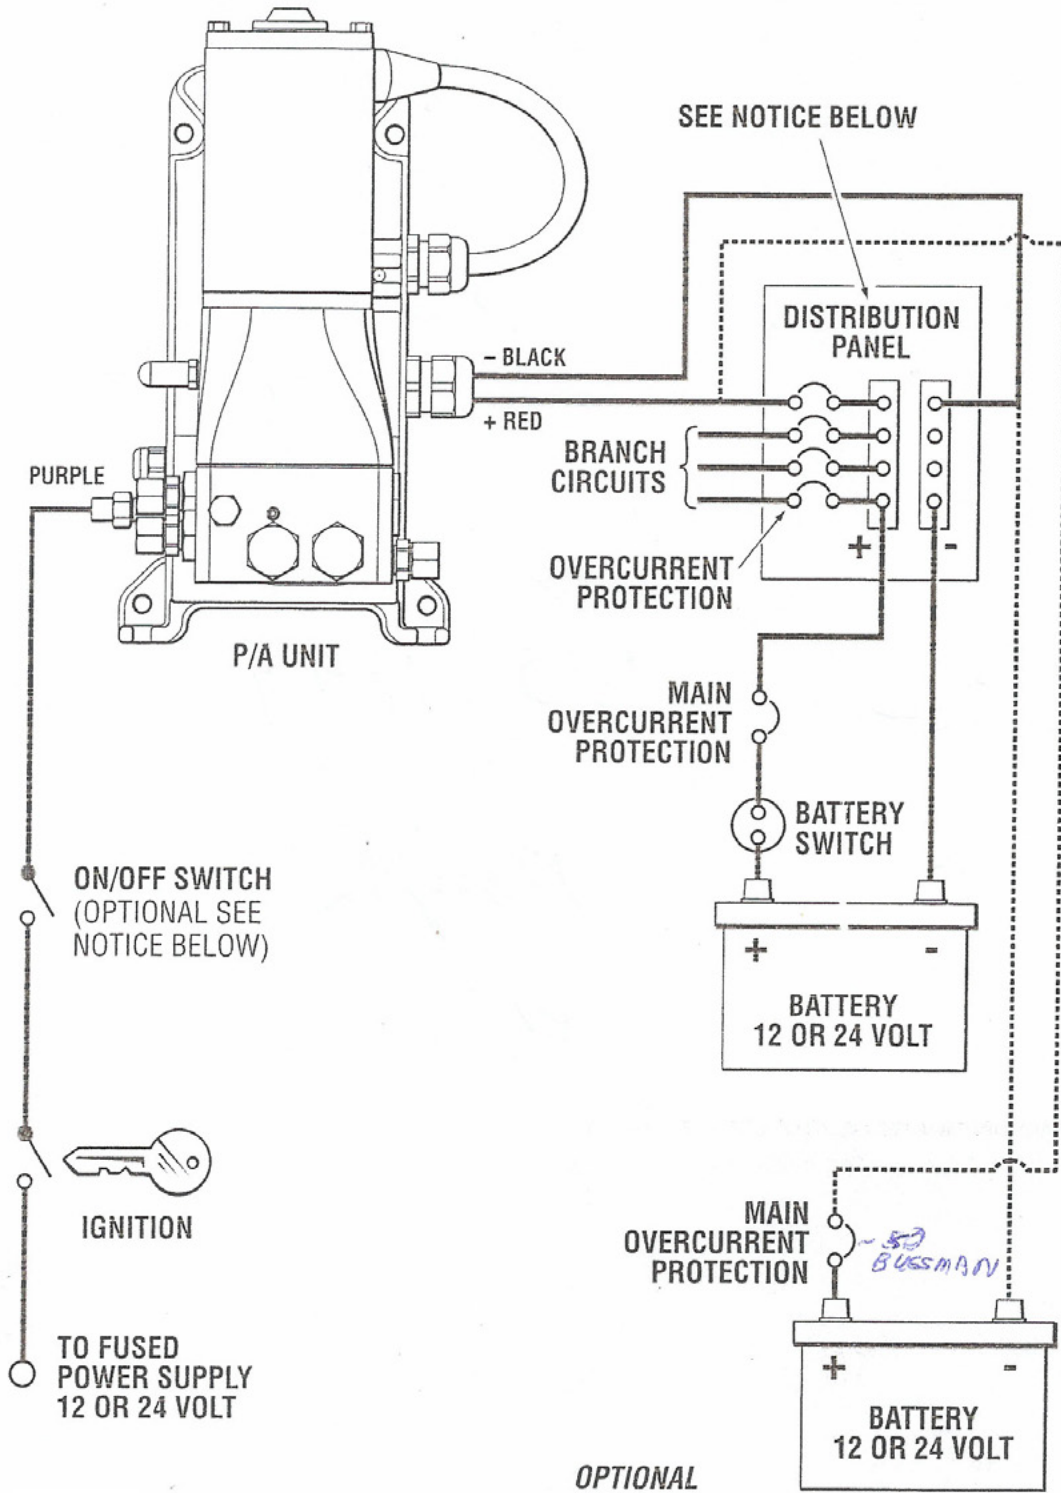 SEE NOTICE BELOW
DISTRIBUTION
PANEL
- BLACK
+ RED
BRANCH
CIRCUITS
PURPLE
+ -
OVERCURRENT
PROTECTION
P/A UNIT
MAIN
OVERCURRENT
PROTECTION
BATTERY
SWITCH
ON/OFF SWITCH
(OPTIONAL SEE
NOTICE BELOW)
+ -
BATTERY
12 OR 24 VOLT
IGNITION
MAIN
OVERCURRENT
PROTECTION
- 50
BUSSMAN
TO FUSED
POWER SUPPLY
12 OR 24 VOLT
+ -
BATTERY
12 OR 24 VOLT
OPTIONAL